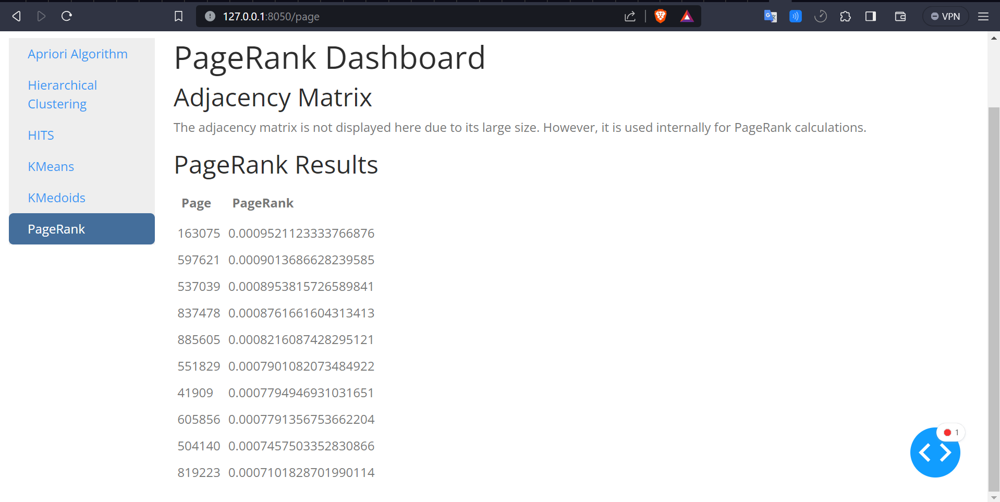 127.0.0.1:8050/page
VPN
Apriori Algorithm
Hierarchical
Clustering
HITS
KMeans
KMedoids
PageRank
PageRank Dashboard
Adjacency Matrix
The adjacency matrix is not displayed here due to its large size. However, it is used internally for PageRank calculations.
PageRank Results
Page PageRank
163075 0.0009521123333766876
597621 0.0009013686628239585
537039 0.0008953815726589841
837478 0.0008761661604313413
885605 0.0008216087428295121
551829 0.0007901082073484922
41909 0.0007794946931031651
605856 0.0007791356753662204
504140 0.0007457503352830866
819223 0.0007101828701990114
1